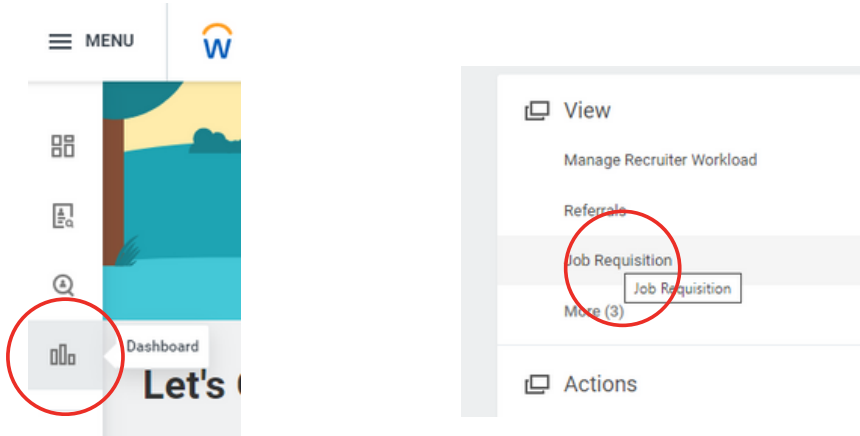 MENU
Dashboard
Let's
View
Manage Recruiter Workload
Referrals
Job Requisition
Job Requisition
More (3)
Actions